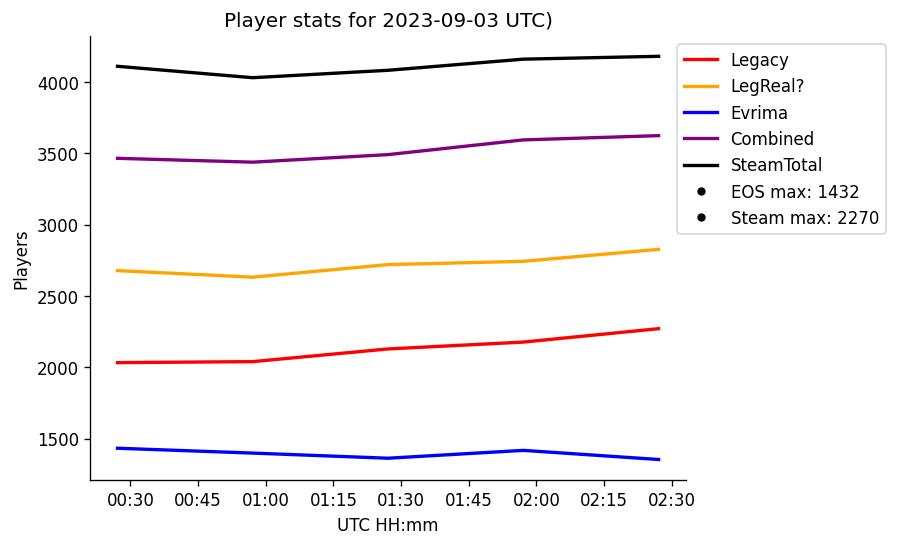 Player stats for 2023-09-03 UTC)
Players
4000
3500
3000
2500
2000
1500
00:30 00:45 01:00 01:15 01:30 01:45 02:00 02:15 02:30
UTC HH:mm
Legacy
LegReal?
Evrima
Combined
SteamTotal
EOS max: 1432
Steam max: 2270